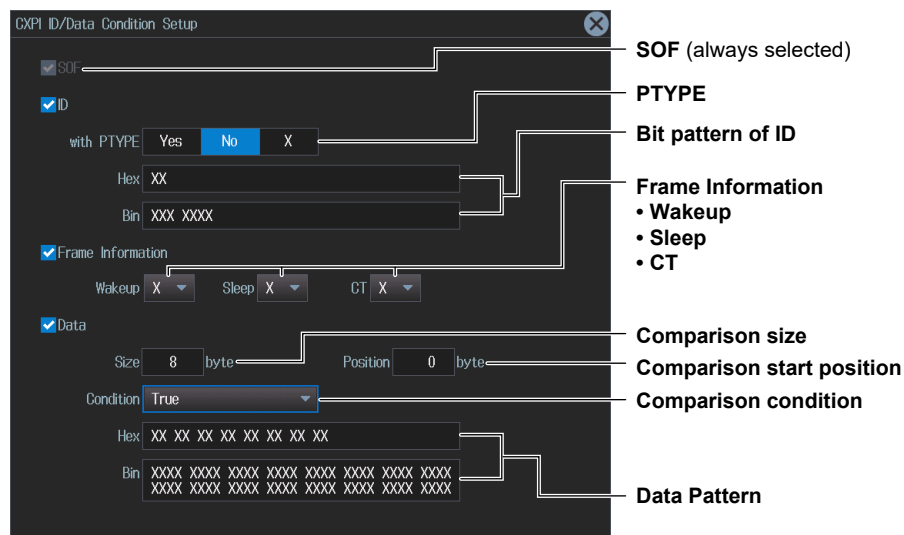 CXPI ID/Data Condition Setup
SOF
ID
with PTYPE Yes No X
Hex XX
Bin XXX XXXX
Frame Information
Wakeup X Sleep X CT X
Data
Size 8 byte Position 0 byte
Condition True
Hex XX XX XX XX XX XX XX XX
Bin XXXX XXXX XXXX XXXX XXXX XXXX XXXX XXXX
XXXX XXXX XXXX XXXX XXXX XXXX XXXX XXXX
SOF (always selected)
PTYPE
Bit pattern of ID
Frame Information
• Wakeup
• Sleep
• CT
Comparison size
Comparison start position
Comparison condition
Data Pattern